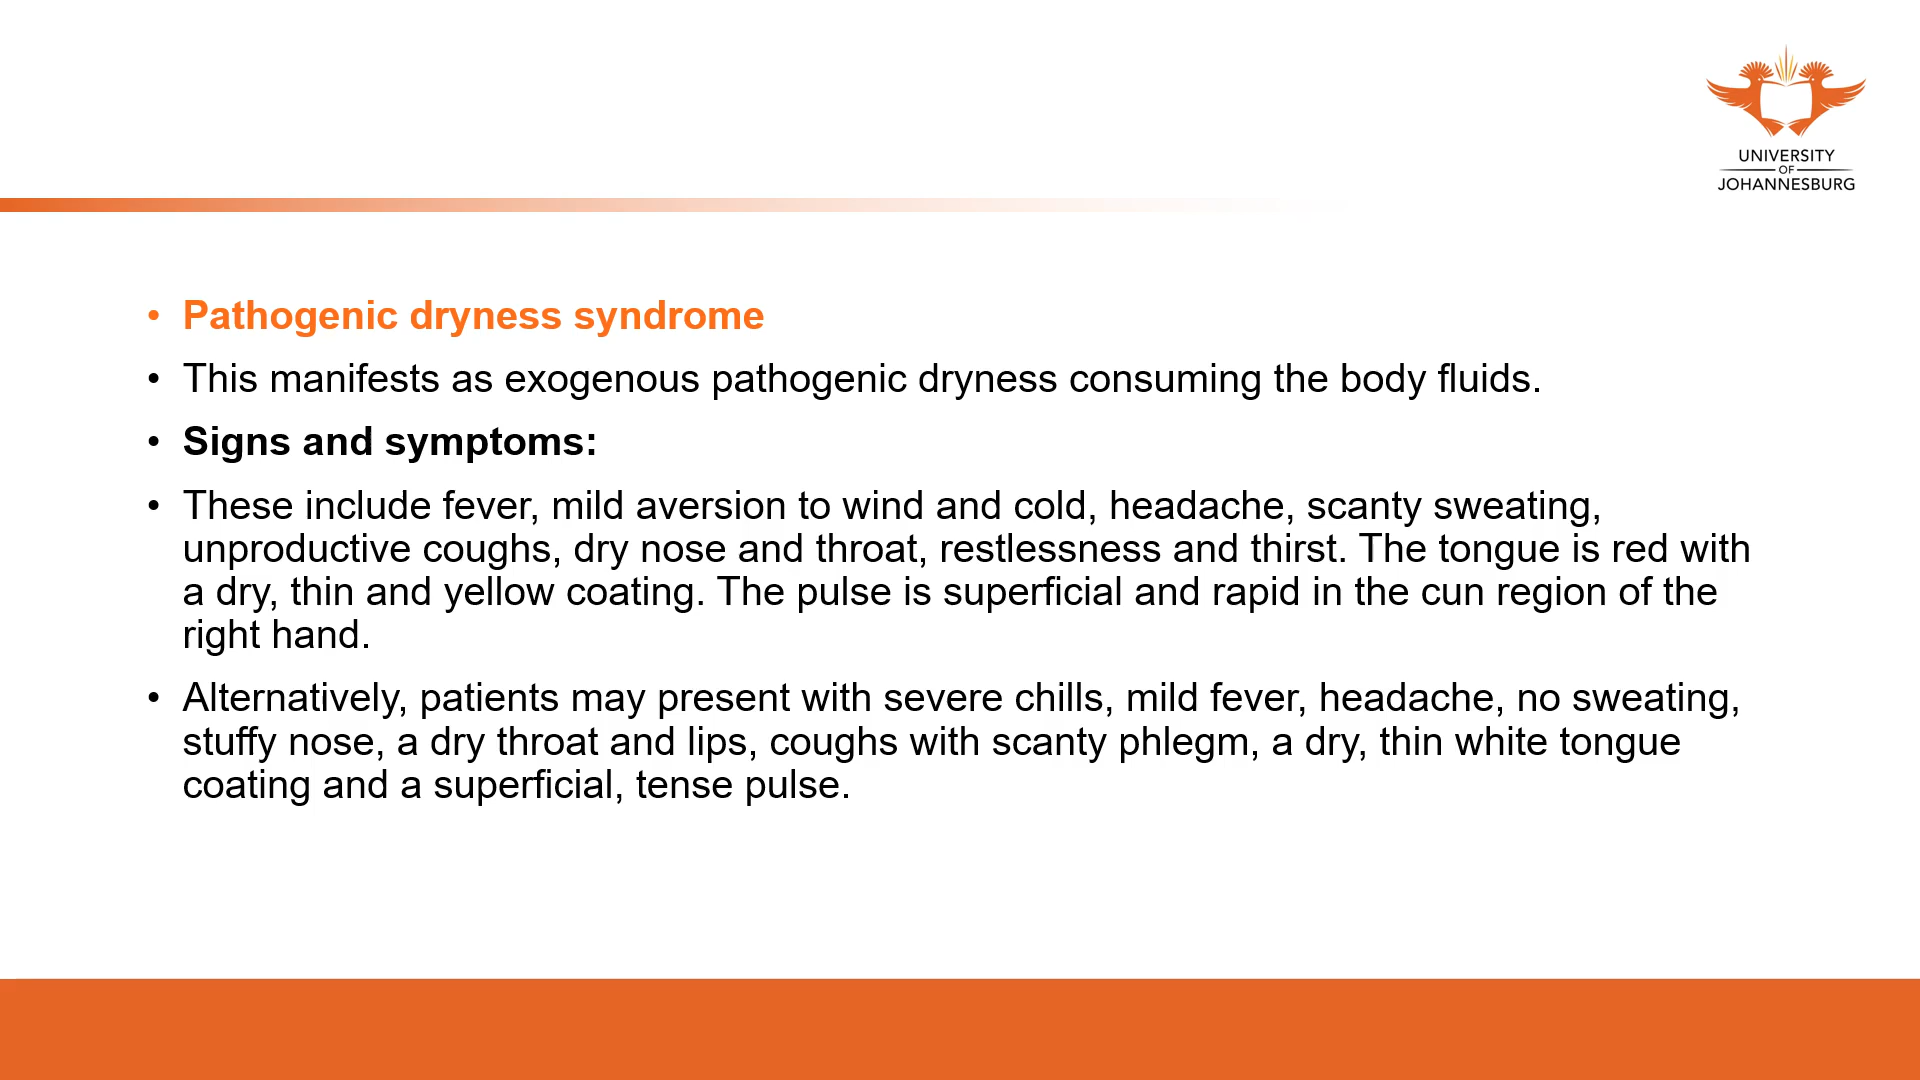 UNIVERSITY
OF
JOHANNESBURG
• Pathogenic dryness syndrome
• This manifests as exogenous pathogenic dryness consuming the body fluids.
• Signs and symptoms:
• These include fever, mild aversion to wind and cold, headache, scanty sweating,
unproductive coughs, dry nose and throat, restlessness and thirst. The tongue is red with
a dry, thin and yellow coating. The pulse is superficial and rapid in the cun region of the
right hand.
• Alternatively, patients may present with severe chills, mild fever, headache, no sweating,
stuffy nose, a dry throat and lips, coughs with scanty phlegm, a dry, thin white tongue
coating and a superficial, tense pulse.